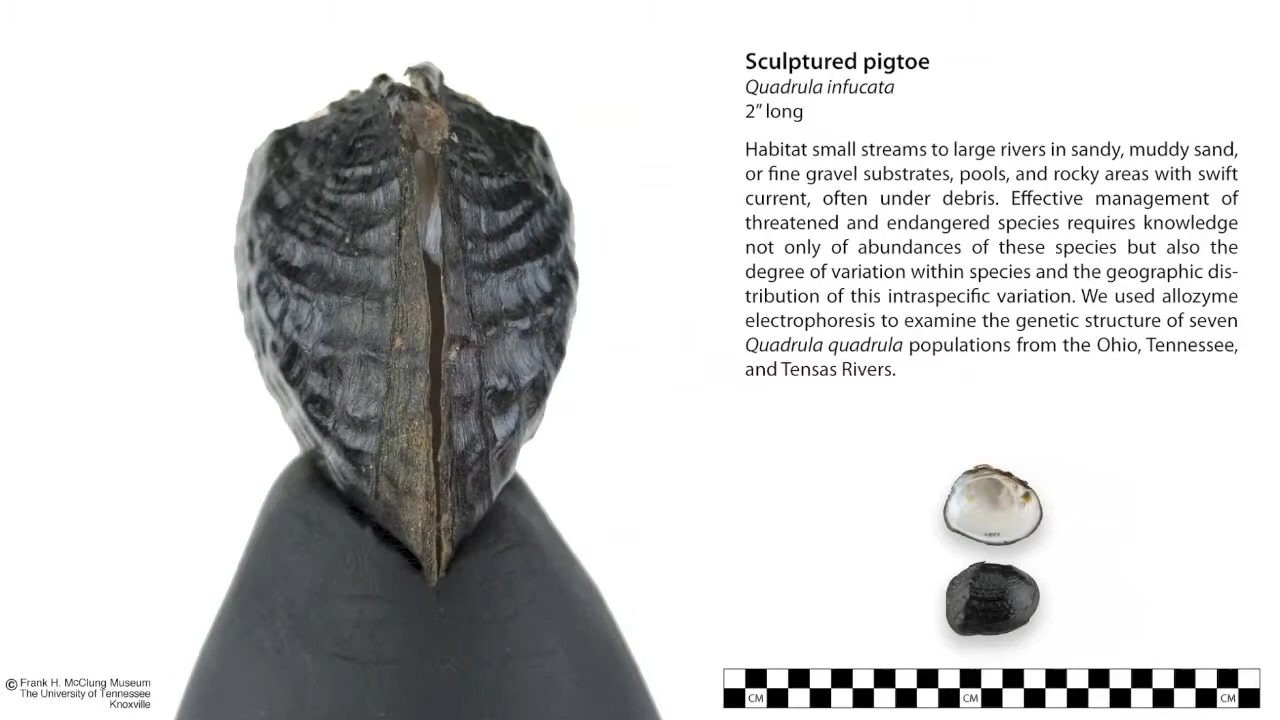 Sculptured pigtoe
Quadrula infucata
2” long
Habitat small streams to large rivers in sandy, muddy sand,
or fine gravel substrates, pools, and rocky areas with swift
current, often under debris. Effective management of
threatened and endangered species requires knowledge
not only of abundances of these species but also the
degree of variation within species and the geographic dis-
tribution of this intraspecific variation. We used allozyme
electrophoresis to examine the genetic structure of seven
Quadrula quadrula populations from the Ohio, Tennessee,
and Tensas Rivers.
CM CM CM
© Frank H. McClung Museum
The University of Tennessee
Knoxville